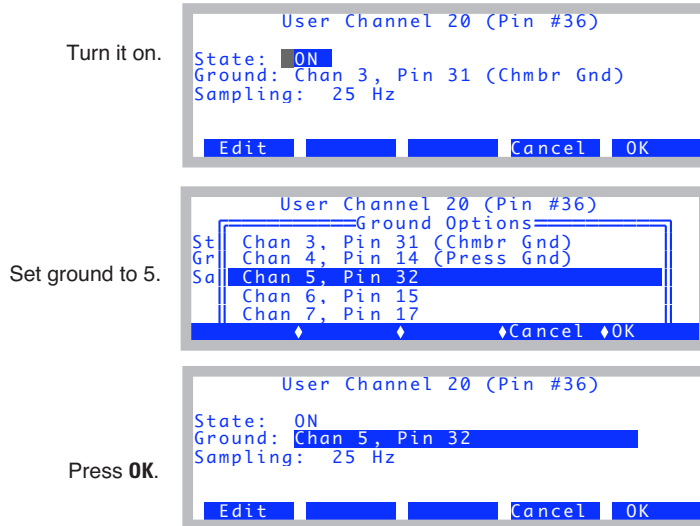 Turn it on.
User Channel 20 (Pin #36)
State: ON
Ground: Chan 3, Pin 31 (Chmbr Gnd)
Sampling: 25 Hz
Edit Cancel OK
Set ground to 5.
User Channel 20 (Pin #36)
Ground Options
St Chan 3, Pin 31 (Chmbr Gnd)
Gr Chan 4, Pin 14 (Press Gnd)
Sa Chan 5, Pin 32
Chan 6, Pin 15
Chan 7, Pin 17
♦ ♦ ♦Cancel ♦OK
Press OK.
User Channel 20 (Pin #36)
State: ON
Ground: Chan 5, Pin 32
Sampling: 25 Hz
Edit Cancel OK